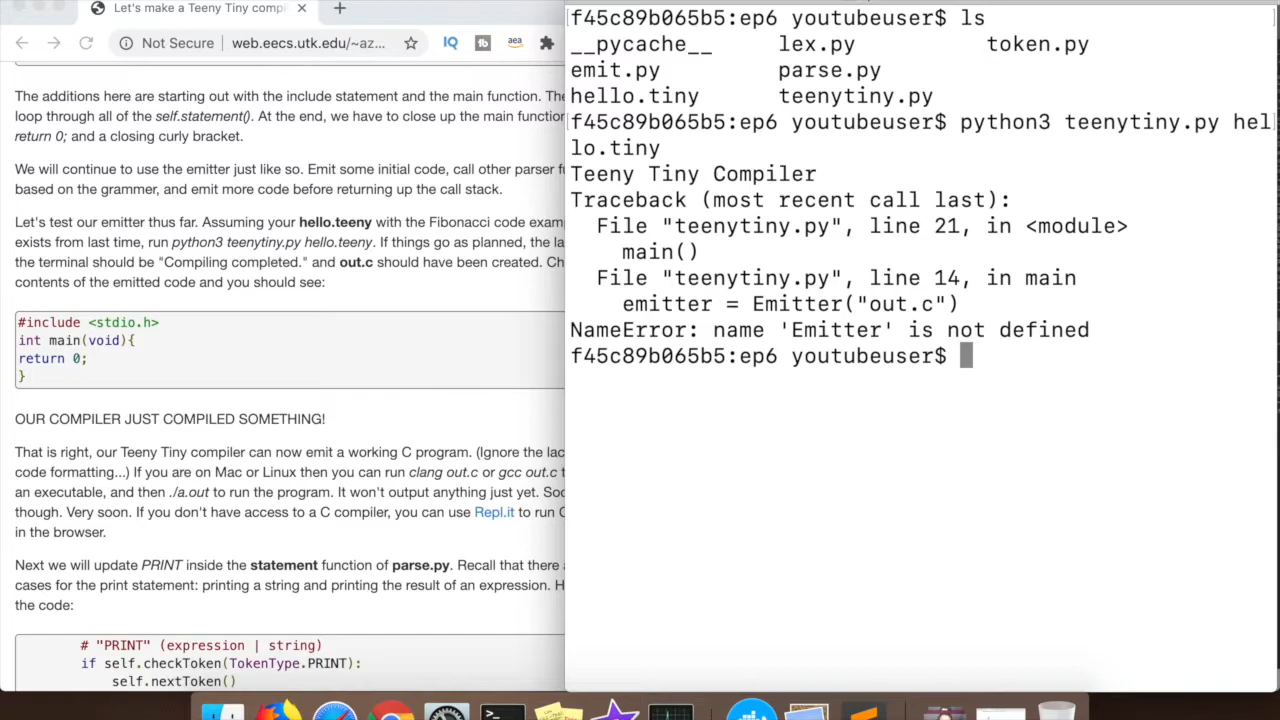 Let's make a Teeny Tiny compi
Not Secure
web.eecs.utk.edu/~az...
IQ
fb
aea
The additions here are starting out with the include statement and the main function. The
loop through all of the self.statement(). At the end, we have to close up the main function
return 0; and a closing curly bracket.
We will continue to use the emitter just like so. Emit some initial code, call other parser fu
based on the grammer, and emit more code before returning up the call stack.
Let's test our emitter thus far. Assuming your hello.teeny with the Fibonacci code exam
exists from last time, run python3 teenytiny.py hello.teeny. If things go as planned, the la
the terminal should be "Compiling completed." and out.c should have been created. Ch
contents of the emitted code and you should see:
#include <stdio.h>
int main(void){
return 0;
}
OUR COMPILER JUST COMPILED SOMETHING!
That is right, our Teeny Tiny compiler can now emit a working C program. (Ignore the lac
code formatting...) If you are on Mac or Linux then you can run clang out.c or gcc out.c t
an executable, and then ./a.out to run the program. It won't output anything just yet. Soo
though. Very soon. If you don't have access to a C compiler, you can use Repl.it to run C
in the browser.
Next we will update PRINT inside the statement function of parse.py. Recall that there a
cases for the print statement: printing a string and printing the result of an expression. H
the code:
# "PRINT" (expression | string)
if self.checkToken(TokenType.PRINT):
self.nextToken()
f45c89b065b5:ep6 youtubeuser$ ls
__pycache__ lex.py token.py
emit.py parse.py
hello.tiny teenytiny.py
f45c89b065b5:ep6 youtubeuser$ python3 teenytiny.py hel
lo.tiny
Teeny Tiny Compiler
Traceback (most recent call last):
File "teenytiny.py", line 21, in <module>
main()
File "teenytiny.py", line 14, in main
emitter = Emitter("out.c")
NameError: name 'Emitter' is not defined
f45c89b065b5:ep6 youtubeuser$